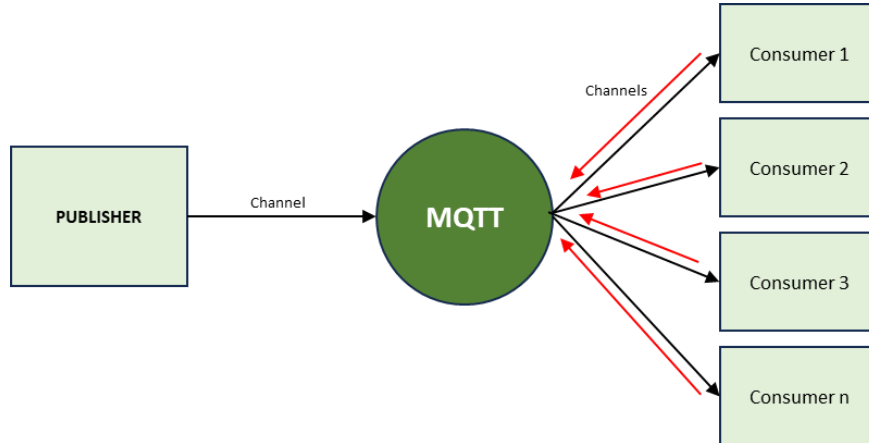 PUBLISHER
Channel
MQTT
Channels
Consumer 1
Consumer 2
Consumer 3
Consumer n